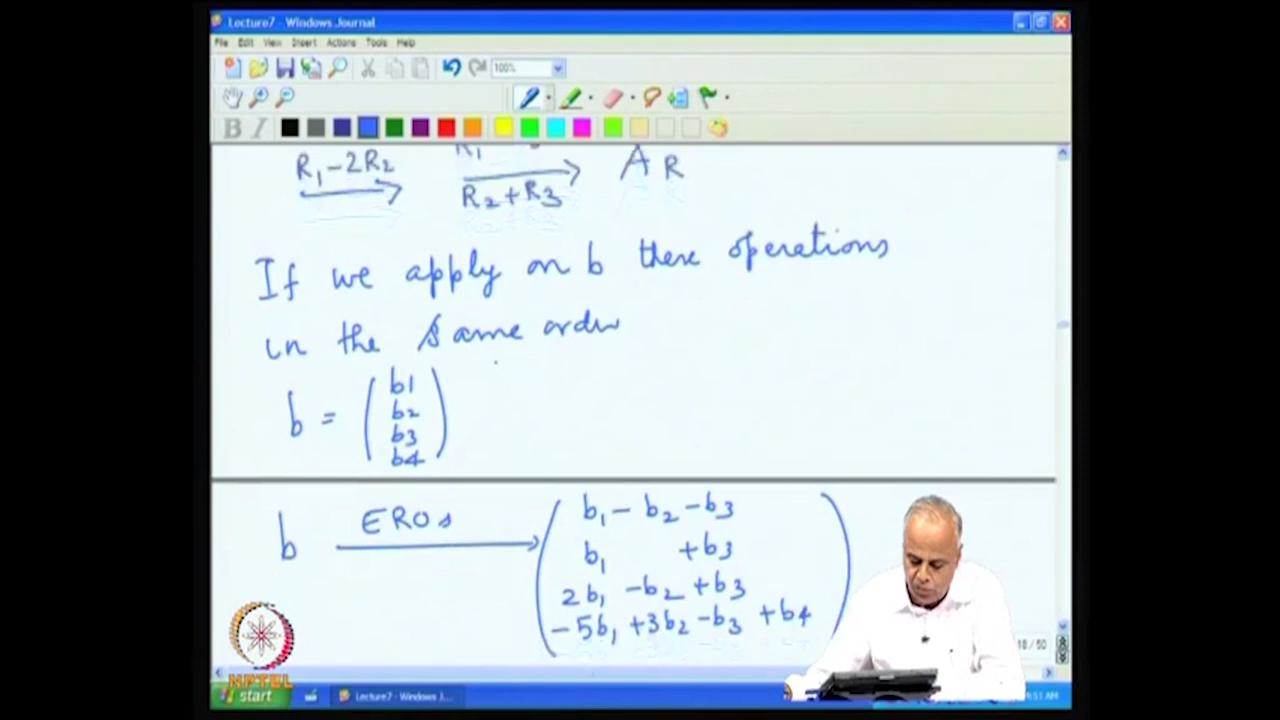 Lecture7 - Windows Journal
File Edit View Insert Actions Tools Help
100%
B I
R₁-2R₂
R₂+R₃
A R
If we apply on b these operations
in the same order
b = ( b1
b2
b3
b4 )
b EROs
( b₁ - b₂ - b₃
b₁ + b₃
2b₁ - b₂ + b₃
-5b₁ + 3b₂ - b₃ + b4 )
NPTEL
start
Lecture7 - Windows J...